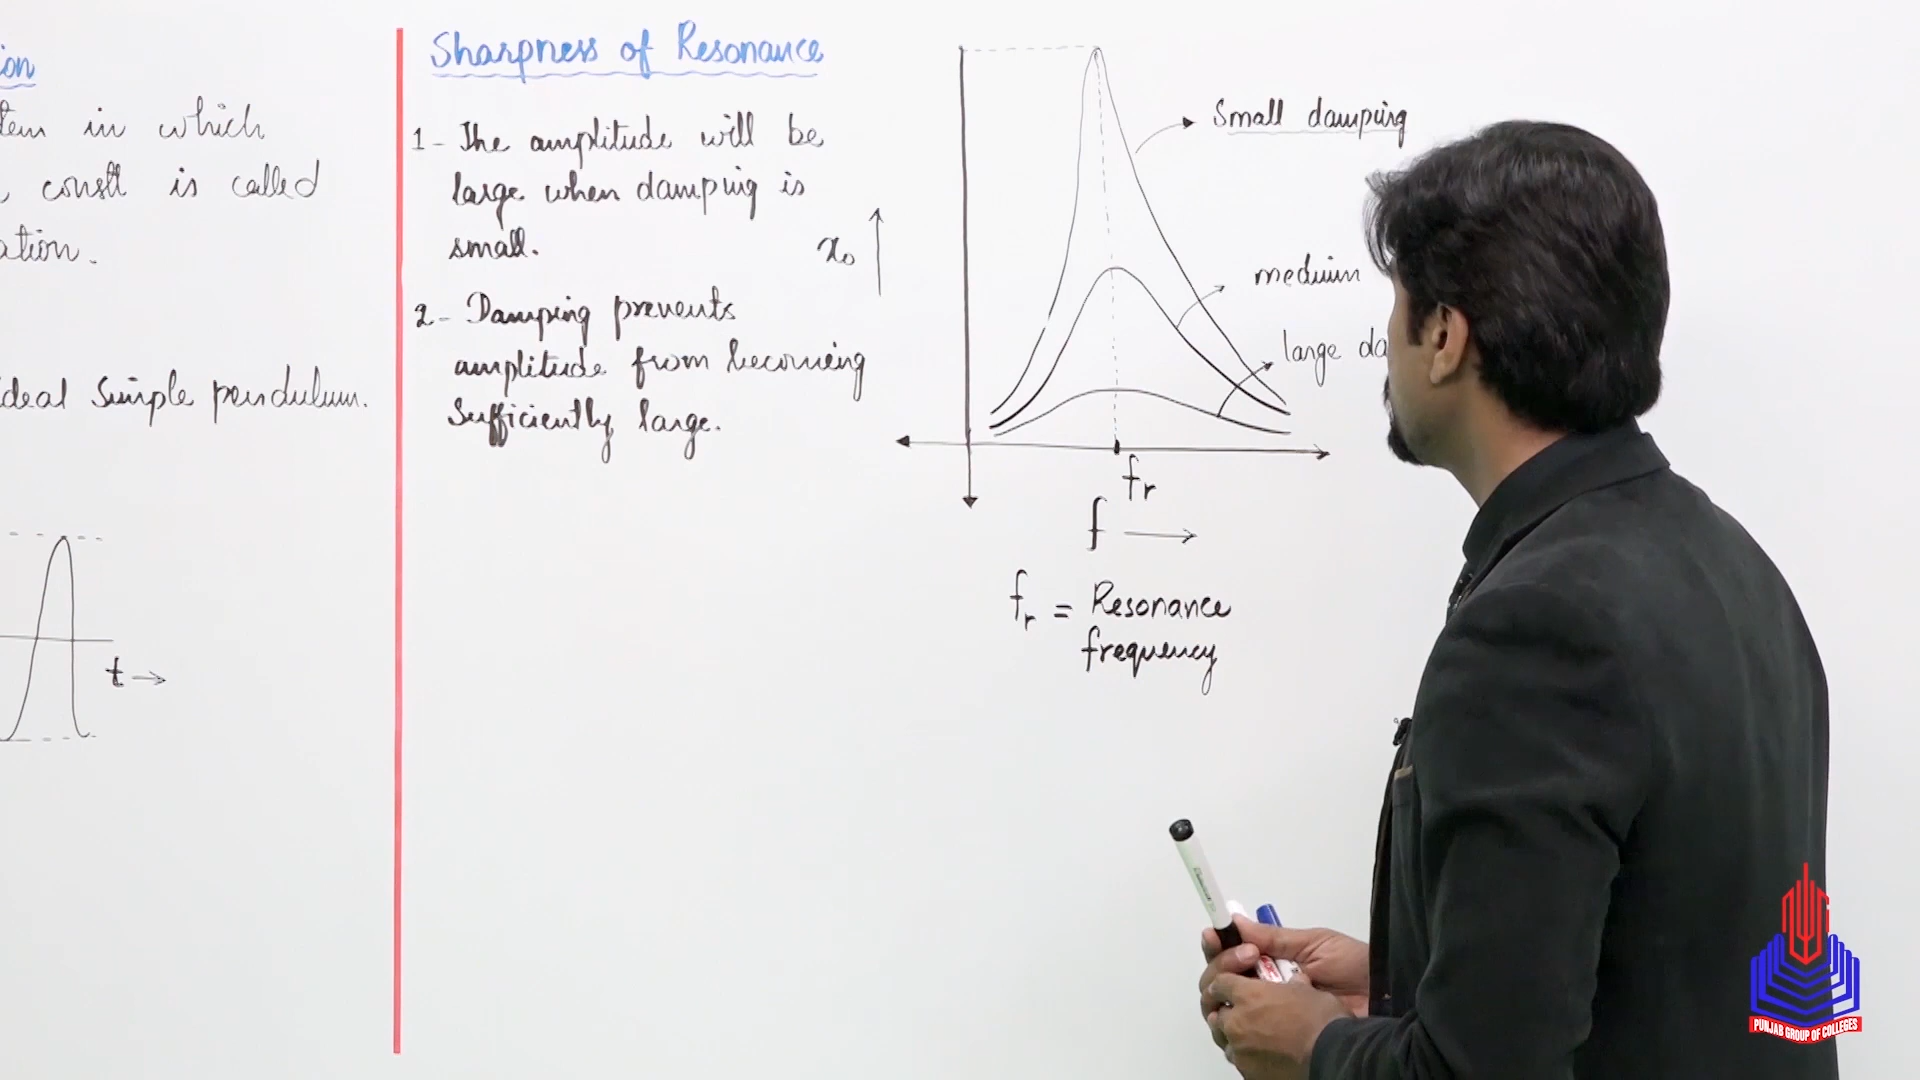 ion
tem in which
const is called
ation.
ideal Simple pendulum.
t
Sharpness of Resonance
1- The amplitude will be
large when damping is
small.
2- Damping prevents
amplitude from becoming
Sufficiently large.
x₀
Small damping
medium
large da
fr
f
fr = Resonance
frequency
PUNJAB GROUP OF COLLEGES